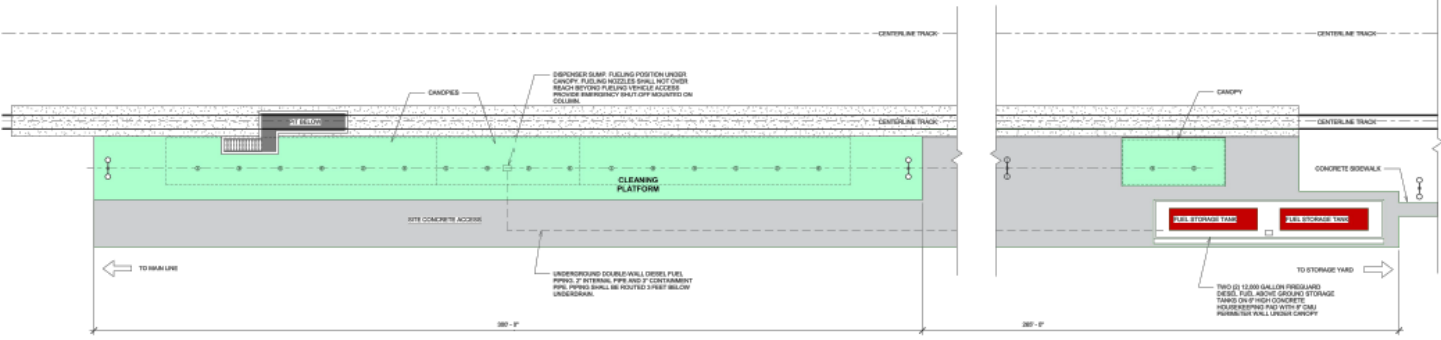 CENTERLINE TRACK
CENTERLINE TRACK
DISPENSER SUMP. FUELING POSITION UNDER
CANOPY. FUELING NOZZLES SHALL NOT OVER
REACH BEYOND FUELING VEHICLE ACCESS
PROVIDE EMERGENCY SHUT-OFF MOUNTED ON
COLUMN.
CANOPIES
CANOPY
PIT BELOW
CENTERLINE TRACK
CENTERLINE TRACK
CLEANING
PLATFORM
CONCRETE SIDEWALK
SITE CONCRETE ACCESS
FUEL STORAGE TANK
FUEL STORAGE TANK
TO MAIN LINE
UNDERGROUND DOUBLE-WALL DIESEL FUEL
PIPING. 2" INTERNAL PIPE AND 3" CONTAINMENT
PIPE. PIPING SHALL BE ROUTED 3 FEET BELOW
UNDERDRAIN.
TO STORAGE YARD
TWO (2) 12,000 GALLON FIREGUARD
DIESEL FUEL ABOVE GROUND STORAGE
TANKS ON 6" HIGH CONCRETE
HOUSEKEEPING PAD WITH 8" CMU
PERIMETER WALL UNDER CANOPY